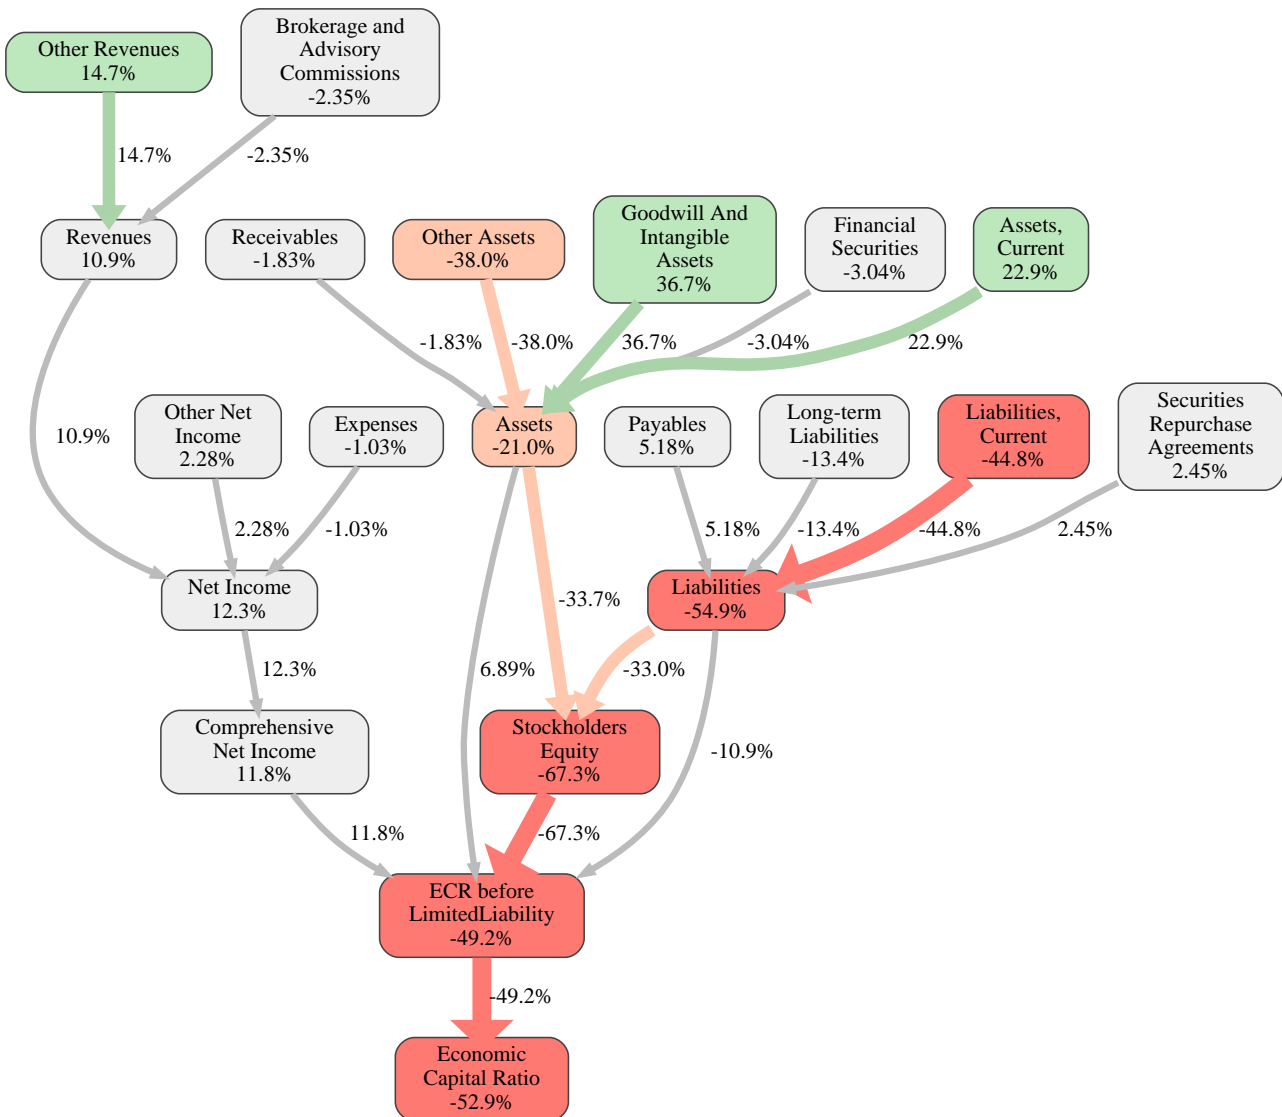 Other Revenues
14.7%
Brokerage and
Advisory
Commissions
-2.35%
14.7%
-2.35%
Revenues
10.9%
Receivables
-1.83%
Other Assets
-38.0%
Goodwill And
Intangible
Assets
36.7%
Financial
Securities
-3.04%
Assets,
Current
22.9%
-1.83%
-38.0%
36.7%
-3.04%
22.9%
10.9%
Other Net
Income
2.28%
Expenses
-1.03%
Assets
-21.0%
Payables
5.18%
Long-term
Liabilities
-13.4%
Liabilities,
Current
-44.8%
Securities
Repurchase
Agreements
2.45%
2.28%
-1.03%
5.18%
-13.4%
-44.8%
2.45%
Net Income
12.3%
-33.7%
Liabilities
-54.9%
12.3%
6.89%
-33.0%
Comprehensive
Net Income
11.8%
Stockholders
Equity
-67.3%
-10.9%
11.8%
-67.3%
ECR before
LimitedLiability
-49.2%
-49.2%
Economic
Capital Ratio
-52.9%